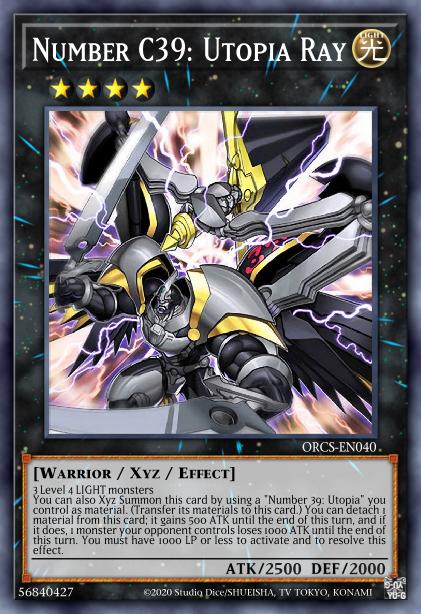 NUMBER C39: UTOPIA RAY
LIGHT
光
ORCS-EN040
[WARRIOR / XYZ / EFFECT]
3 Level 4 LIGHT monsters
You can also Xyz Summon this card by using a "Number 39: Utopia" you
control as material. (Transfer its materials to this card.) You can detach 1
material from this card; it gains 500 ATK until the end of this turn, and if
it does, 1 monster your opponent controls loses 1000 ATK until the end of
this turn. You must have 1000 LP or less to activate and to resolve this
effect.
ATK/2500 DEF/2000
56840427
©2020 Studio Dice/SHUEISHA, TV TOKYO, KONAMI